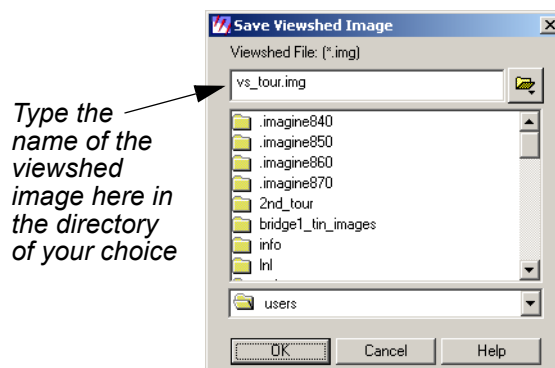 Save Viewshed Image
Viewshed File: (*.img)
vs_tour.img
Type the
name of the
viewshed
image here in
the directory
of your choice
.imagine840
.imagine850
.imagine860
.imagine870
2nd_tour
bridge1_tin_images
info
lnl
users
OK
Cancel
Help